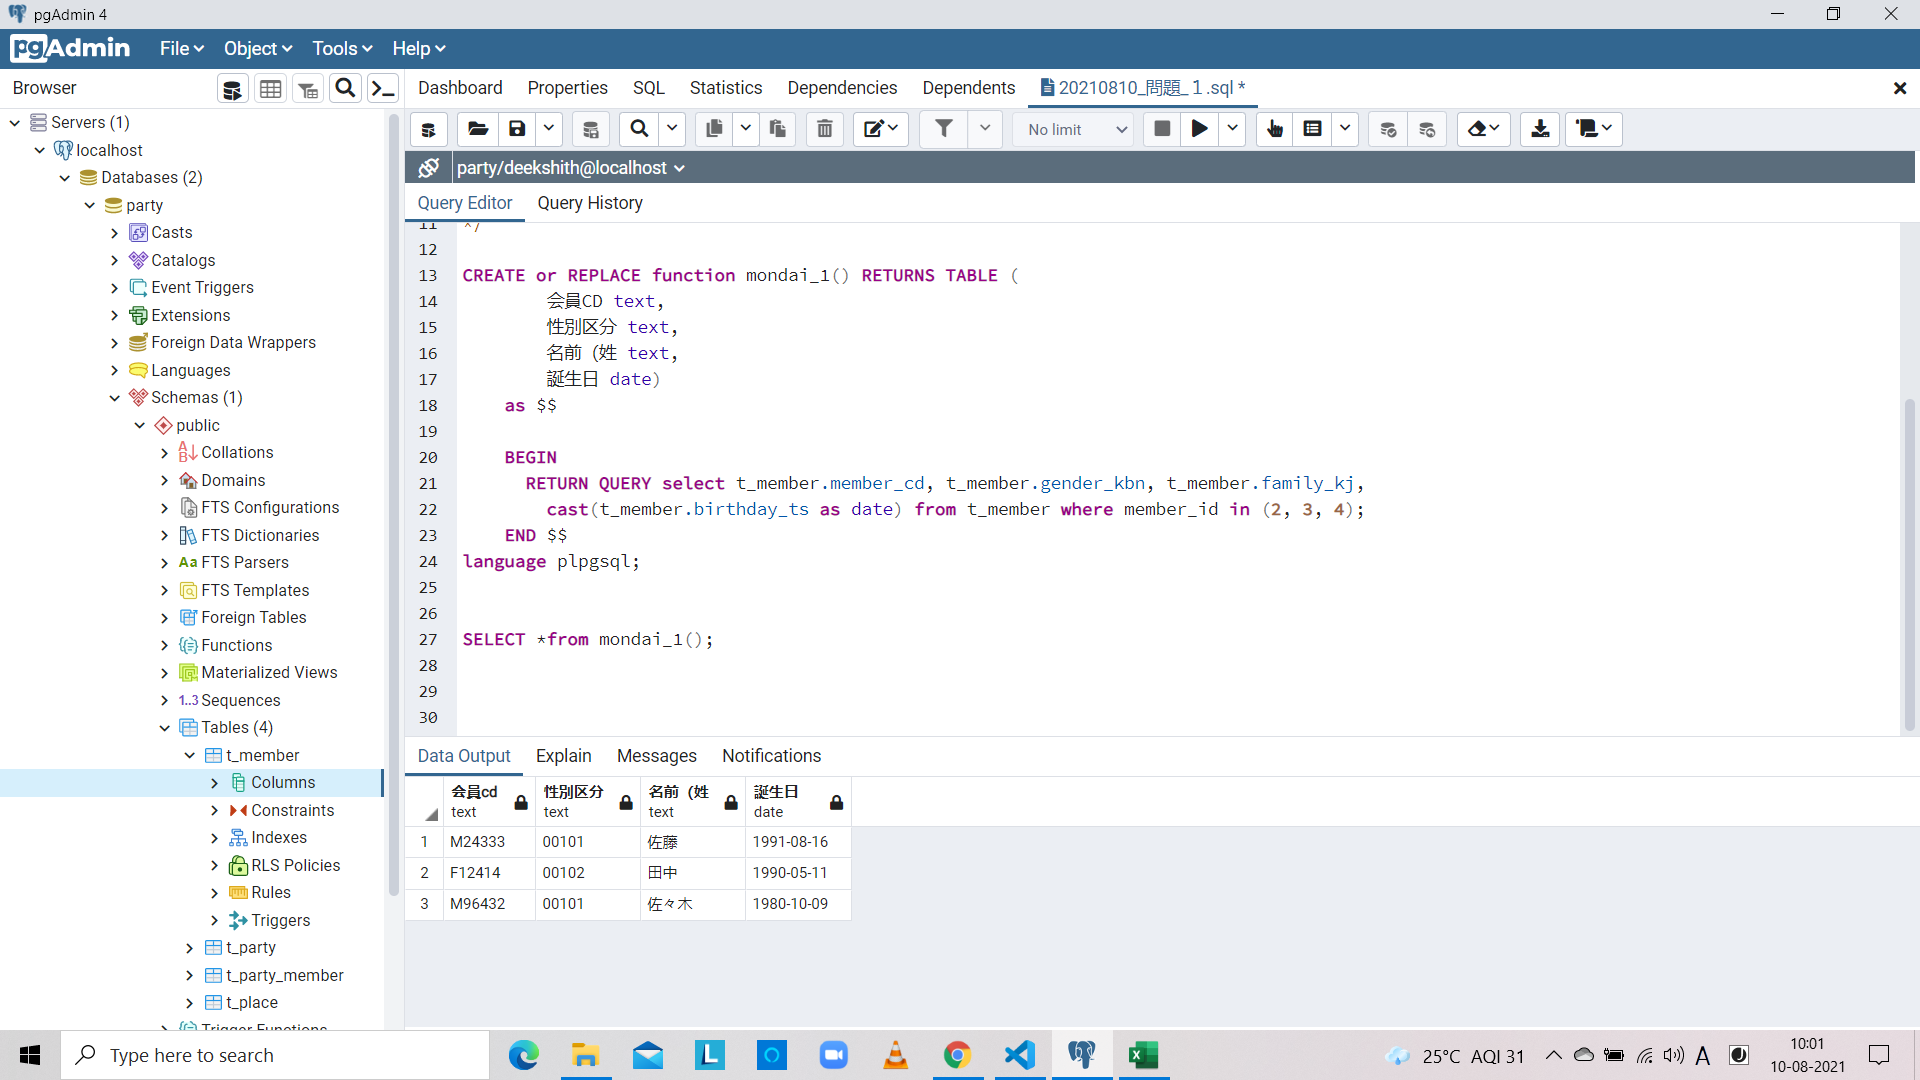 pgAdmin 4
pgAdmin File Object Tools Help
Browser
Dashboard Properties SQL Statistics Dependencies Dependents 20210810_問題_１.sql *
Servers (1)
localhost
Databases (2)
party
Casts
Catalogs
Event Triggers
Extensions
Foreign Data Wrappers
Languages
Schemas (1)
public
Collations
Domains
FTS Configurations
FTS Dictionaries
Aa FTS Parsers
FTS Templates
Foreign Tables
Functions
Materialized Views
1..3 Sequences
Tables (4)
t_member
Columns
Constraints
Indexes
RLS Policies
Rules
Triggers
t_party
t_party_member
t_place
Trigger Functions
No limit
party/deekshith@localhost
Query Editor Query History
11 */
12
13 CREATE or REPLACE function mondai_1() RETURNS TABLE (
14 会員CD text,
15 性別区分 text,
16 名前（姓 text,
17 誕生日 date)
18 as $$
19
20 BEGIN
21 RETURN QUERY select t_member.member_cd, t_member.gender_kbn, t_member.family_kj,
22 cast(t_member.birthday_ts as date) from t_member where member_id in (2, 3, 4);
23 END $$
24 language plpgsql;
25
26
27 SELECT *from mondai_1();
28
29
30
Data Output Explain Messages Notifications
会員cd 性別区分 名前（姓 誕生日
text text text date
1 M24333 00101 佐藤 1991-08-16
2 F12414 00102 田中 1990-05-11
3 M96432 00101 佐々木 1980-10-09
Type here to search
25°C AQI 31
A
10:01
10-08-2021